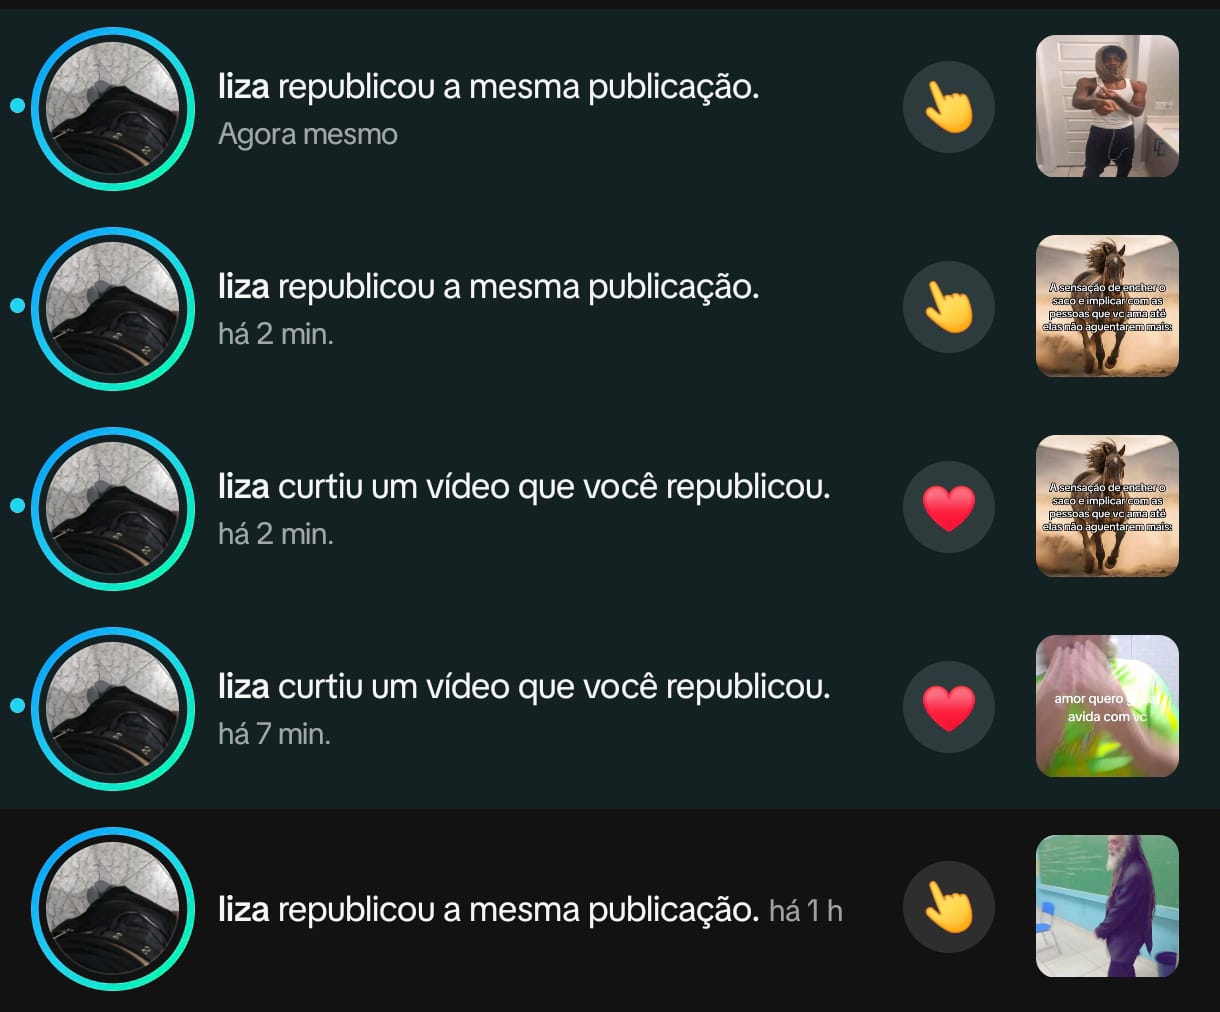 liza republicou a mesma publicação.
Agora mesmo
liza republicou a mesma publicação.
há 2 min.
A sensação de encher o
saco e implicar com as
pessoas que vc ama até
elas não aguentarem mais:
liza curtiu um vídeo que você republicou.
há 2 min.
A sensação de encher o
saco e implicar com as
pessoas que vc ama até
elas não aguentarem mais:
liza curtiu um vídeo que você republicou.
há 7 min.
amor quero
avida com vc
liza republicou a mesma publicação. há 1 h